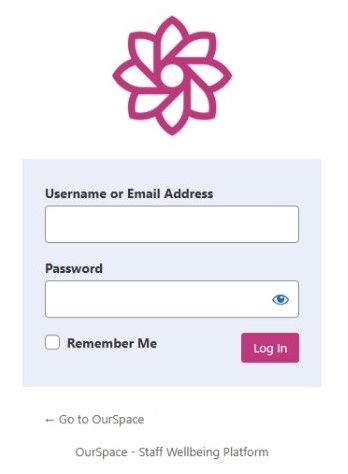 Username or Email Address
Password
Remember Me
Log In
← Go to OurSpace
OurSpace - Staff Wellbeing Platform